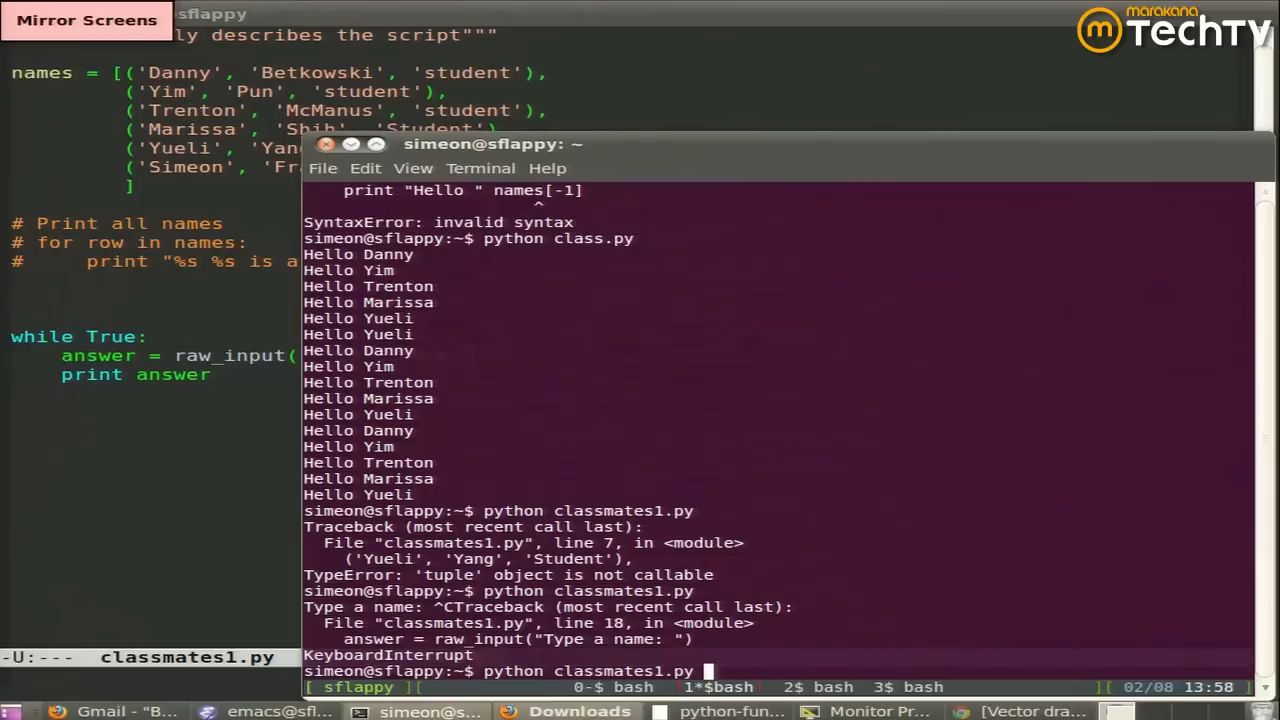 Mirror Screens
sflappy
marakana
TechTV
ly describes the script"""
names = [('Danny', 'Betkowski', 'student'),
('Yim', 'Pun', 'student'),
('Trenton', 'McManus', 'student'),
('Marissa', 'Shih', 'Student')
('Yueli', 'Yang
('Simeon', 'Fra
]
# Print all names
# for row in names:
# print "%s %s is a
while True:
answer = raw_input(
print answer
-U:--- classmates1.py
simeon@sflappy: ~
File Edit View Terminal Help
print "Hello " names[-1]
^
SyntaxError: invalid syntax
simeon@sflappy:~$ python class.py
Hello Danny
Hello Yim
Hello Trenton
Hello Marissa
Hello Yueli
Hello Yueli
Hello Danny
Hello Yim
Hello Trenton
Hello Marissa
Hello Yueli
Hello Danny
Hello Yim
Hello Trenton
Hello Marissa
Hello Yueli
simeon@sflappy:~$ python classmates1.py
Traceback (most recent call last):
File "classmates1.py", line 7, in <module>
('Yueli', 'Yang', 'Student'),
TypeError: 'tuple' object is not callable
simeon@sflappy:~$ python classmates1.py
Type a name: ^CTraceback (most recent call last):
File "classmates1.py", line 18, in <module>
answer = raw_input("Type a name: ")
KeyboardInterrupt
simeon@sflappy:~$ python classmates1.py
[ sflappy ][ 0-$ bash (1*$bash) 2$ bash 3$ bash ][ 02/08 13:58 ]
Gmail - "B... emacs@sfl... simeon@s... Downloads python-fun... Monitor Pr... [Vector dra...